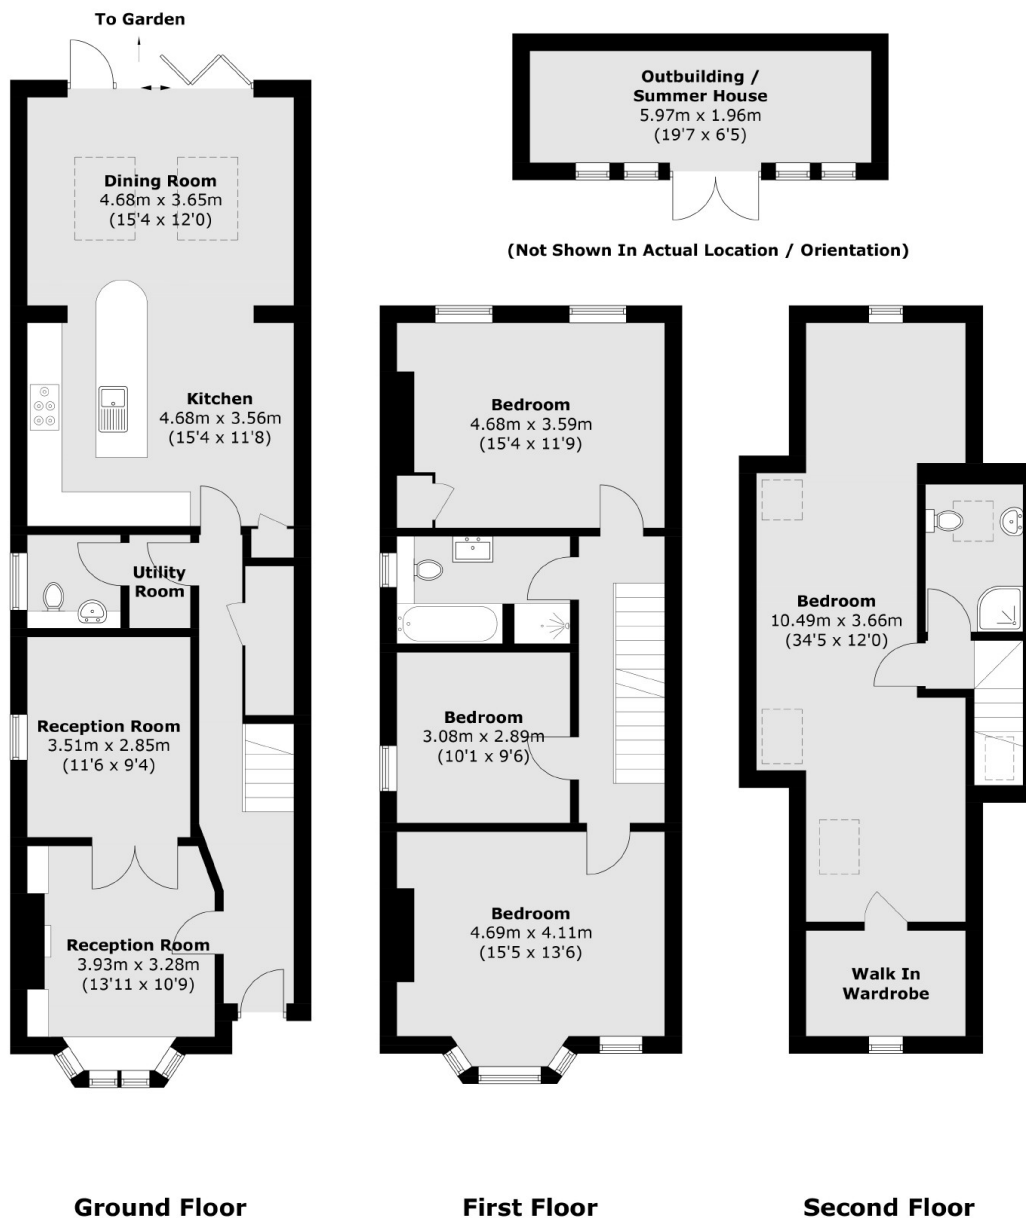 To Garden
Outbuilding /
Summer House
5.97m x 1.96m
(19'7 x 6'5)
(Not Shown In Actual Location / Orientation)
Dining Room
4.68m x 3.65m
(15'4 x 12'0)
Kitchen
4.68m x 3.56m
(15'4 x 11'8)
Utility
Room
Reception Room
3.51m x 2.85m
(11'6 x 9'4)
Reception Room
3.93m x 3.28m
(13'11 x 10'9)
Ground Floor
Bedroom
4.68m x 3.59m
(15'4 x 11'9)
Bedroom
3.08m x 2.89m
(10'1 x 9'6)
Bedroom
4.69m x 4.11m
(15'5 x 13'6)
First Floor
Bedroom
10.49m x 3.66m
(34'5 x 12'0)
Walk In
Wardrobe
Second Floor